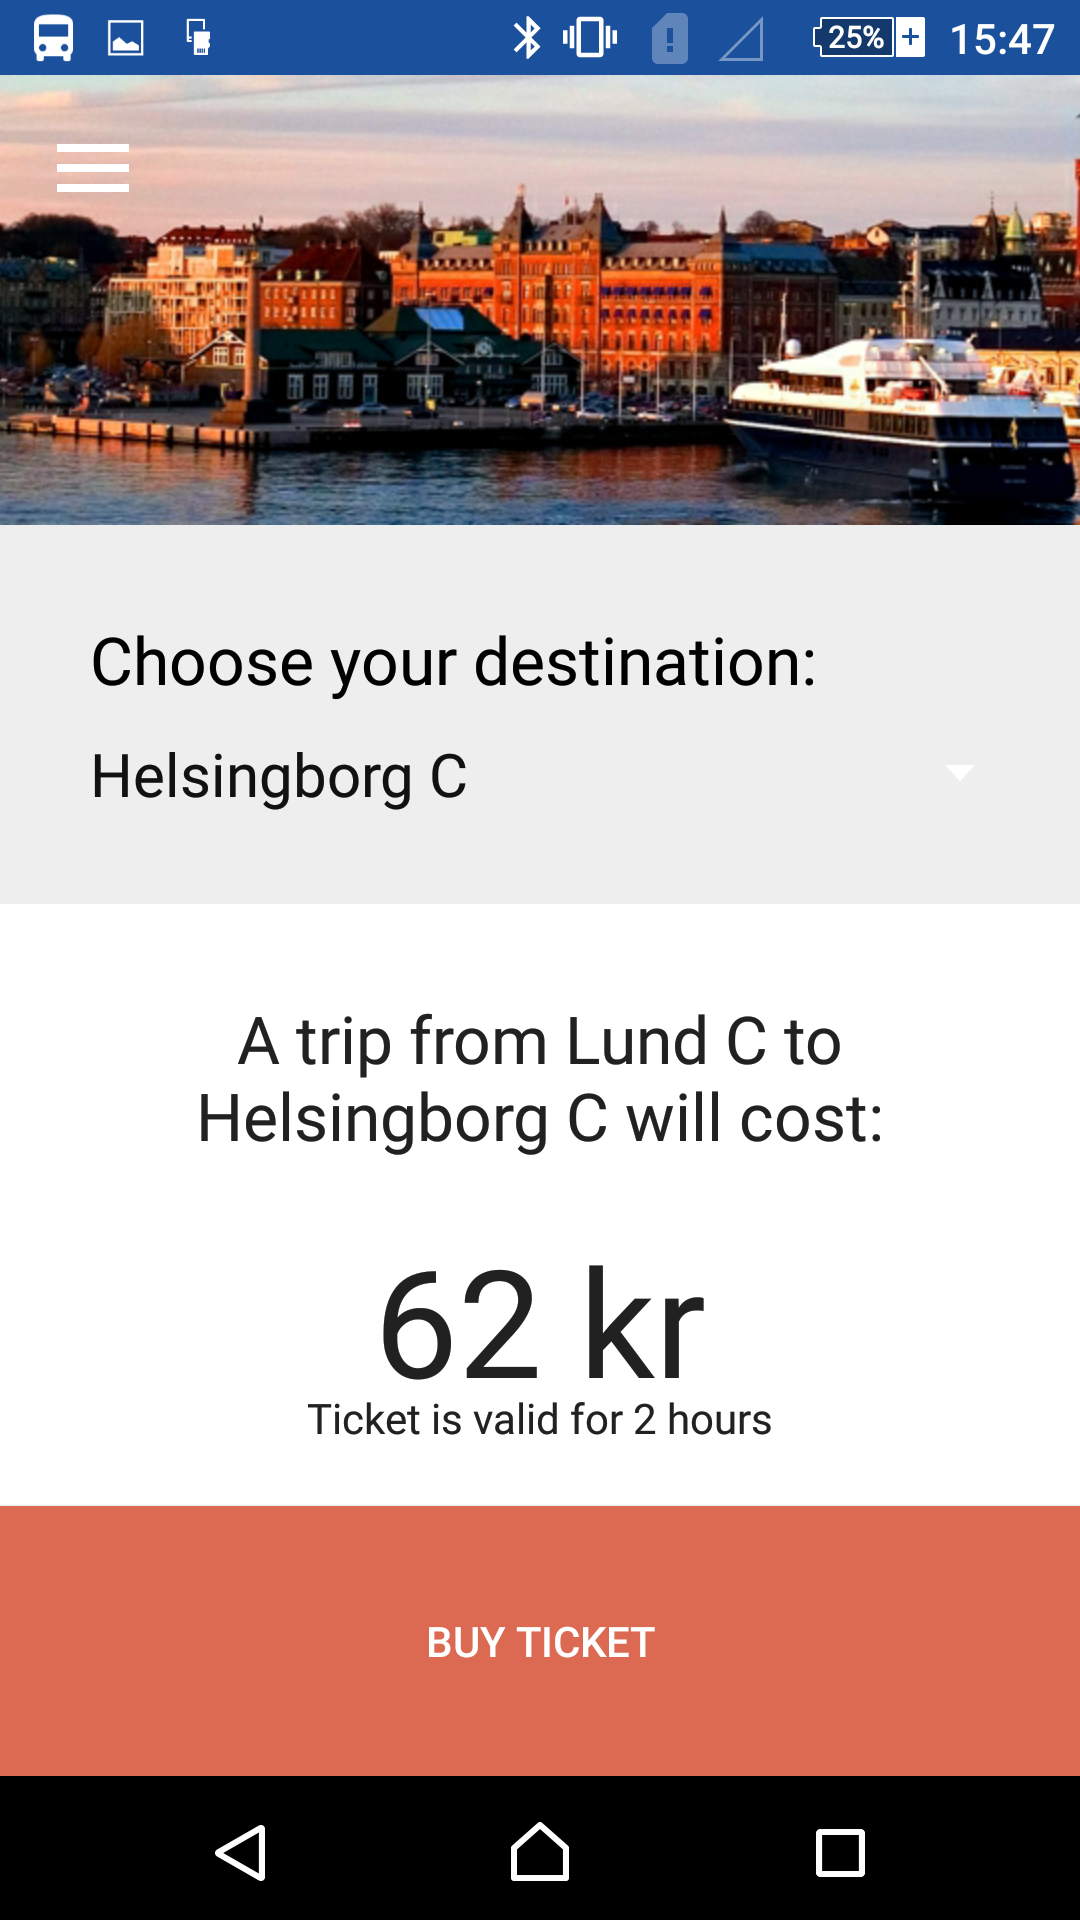 25% 15:47
Choose your destination:
Helsingborg C
A trip from Lund C to
Helsingborg C will cost:
62 kr
Ticket is valid for 2 hours
BUY TICKET